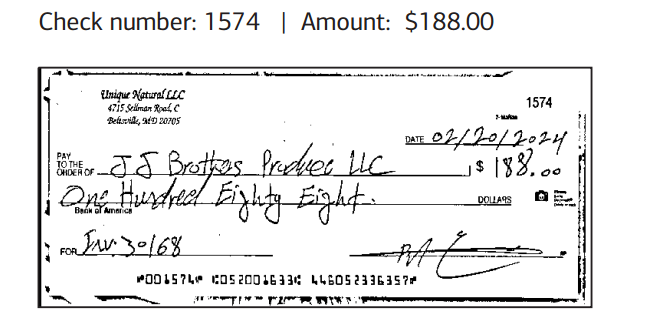 Check number: 1574 | Amount: $188.00
Unique Natural LLC
4715 Sellman Road, C
Beltsville, MD 20705
1574
DATE 02/20/2024
PAY TO THE ORDER OF JJ Brothers Produce LLC $ 188.00
One Hundred Eighty Eight. DOLLARS
Bank of America
FOR Inv. 30168
⑈001574⑈ ⑆052001633⑆ 446052336357⑈